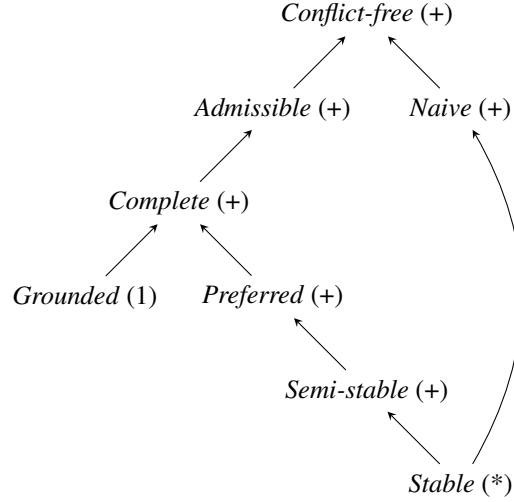 Conflict-free (+)
Admissible (+) Naive (+)
Complete (+)
Grounded (1) Preferred (+)
Semi-stable (+)
Stable (*)